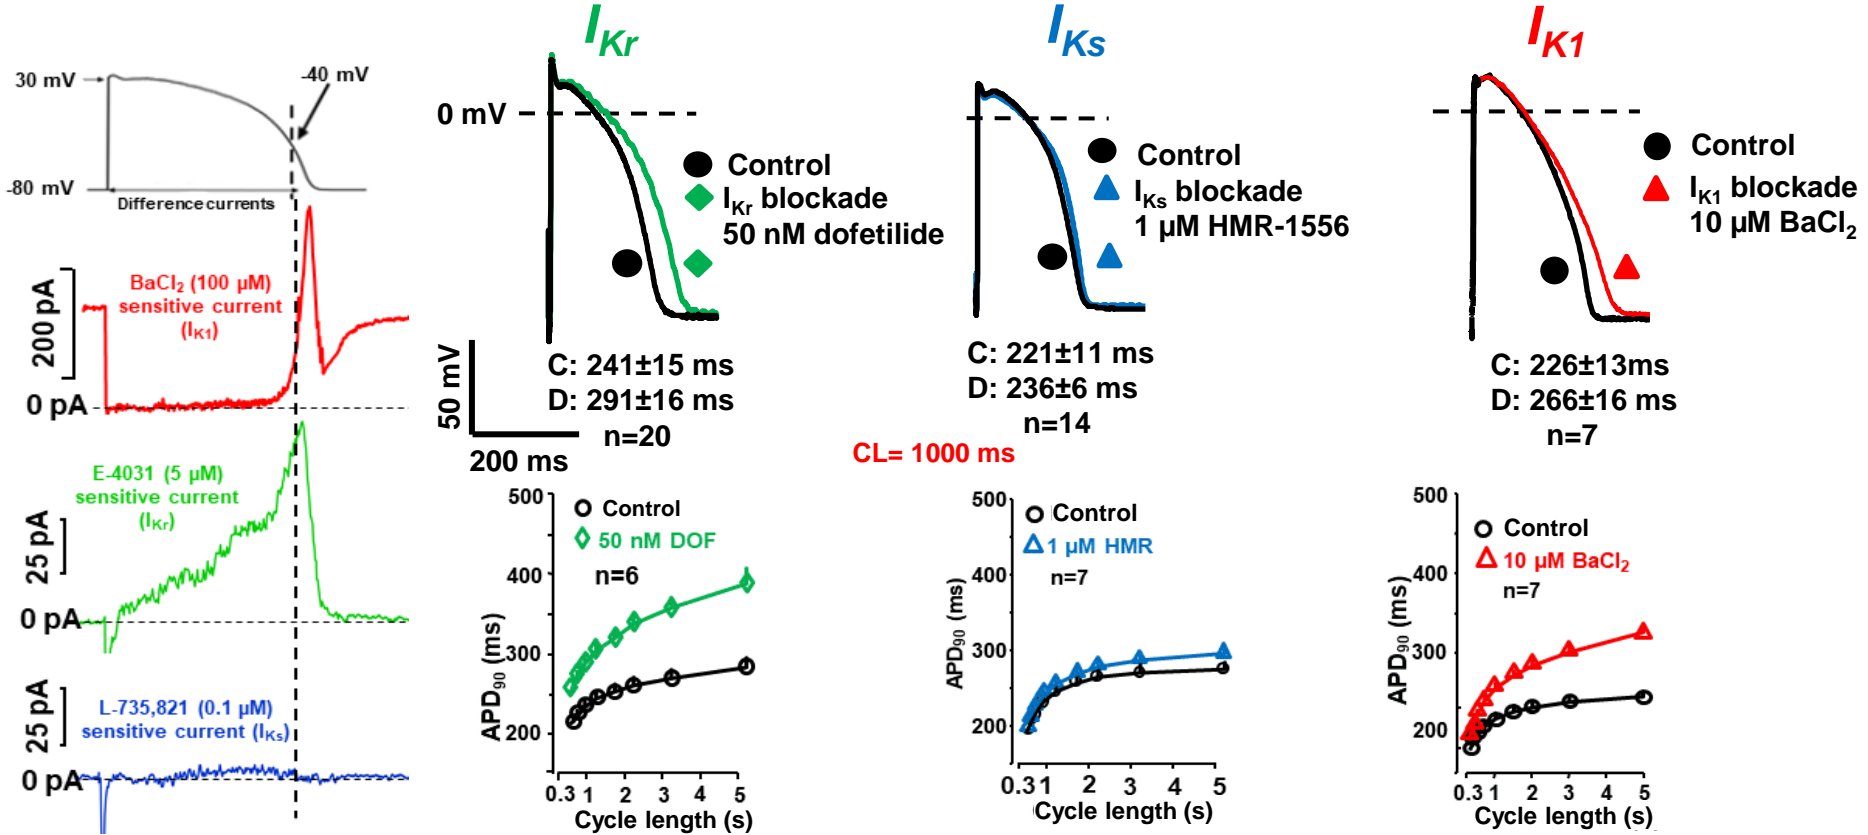 30 mV
-40 mV
-80 mV
Difference currents
200 pA
BaCl2 (100 µM)
sensitive current
(IK1)
0 pA
25 pA
E-4031 (5 µM)
sensitive current
(IKr)
0 pA
25 pA
L-735,821 (0.1 µM)
sensitive current (IKs)
0 pA
IKr
0 mV
Control
IKr blockade
50 nM dofetilide
50 mV
200 ms
C: 241±15 ms
D: 291±16 ms
n=20
IKs
Control
IKs blockade
1 µM HMR-1556
C: 221±11 ms
D: 236±6 ms
n=14
CL= 1000 ms
IK1
Control
IK1 blockade
10 µM BaCl2
C: 226±13ms
D: 266±16 ms
n=7
500
400
300
200
APD90 (ms)
Control
50 nM DOF
n=6
0.3 1 2 3 4 5
Cycle length (s)
500
400
300
200
APD90 (ms)
Control
1 µM HMR
n=7
0.3 1 2 3 4 5
Cycle length (s)
500
400
300
200
APD90 (ms)
Control
10 µM BaCl2
n=7
0.3 1 2 3 4 5
Cycle length (s)